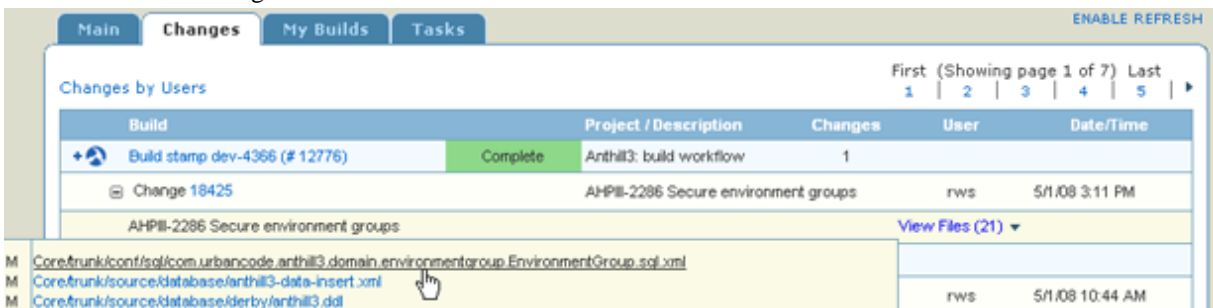 Main Changes My Builds Tasks ENABLE REFRESH
First (Showing page 1 of 7) Last
Changes by Users 1 | 2 | 3 | 4 | 5 |
Build Project / Description Changes User Date/Time
Build stamp dev-4366 (# 12776) Complete Anthill3: build workflow 1
Change 18425 AHPIII-2286 Secure environment groups rws 5/1/08 3:11 PM
AHPIII-2286 Secure environment groups View Files (21)
M Core/trunk/conf/sql/com.urbancode.anthill3.domain.environmentgroup.EnvironmentGroup.sql.xml
M Core/trunk/source/database/anthill3-data-insert.xml
M Core/trunk/source/database/derby/anthill3.ddl rws 5/1/08 10:44 AM